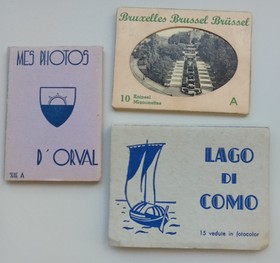 MES PHOTOS
D'ORVAL
Bruxelles Brussel Brüssel
10
A
LAGO
DI
COMO
15 vedute in fotocolor